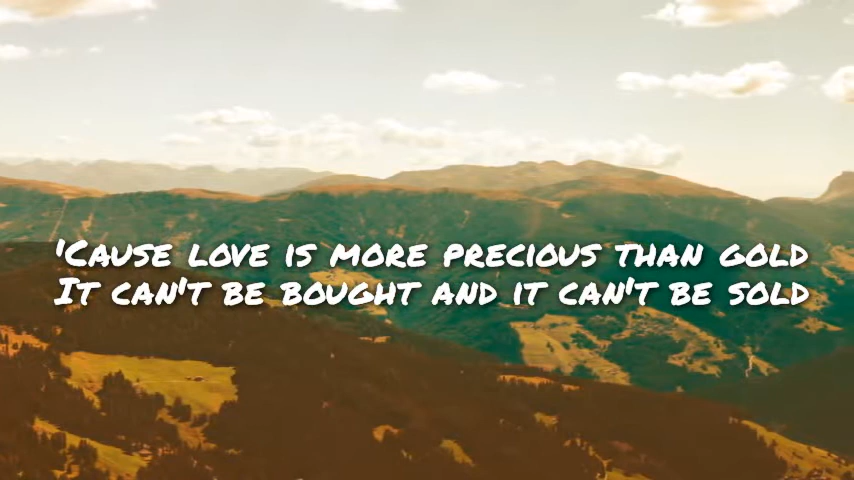 'Cause love is more precious than gold
It can't be bought and it can't be sold